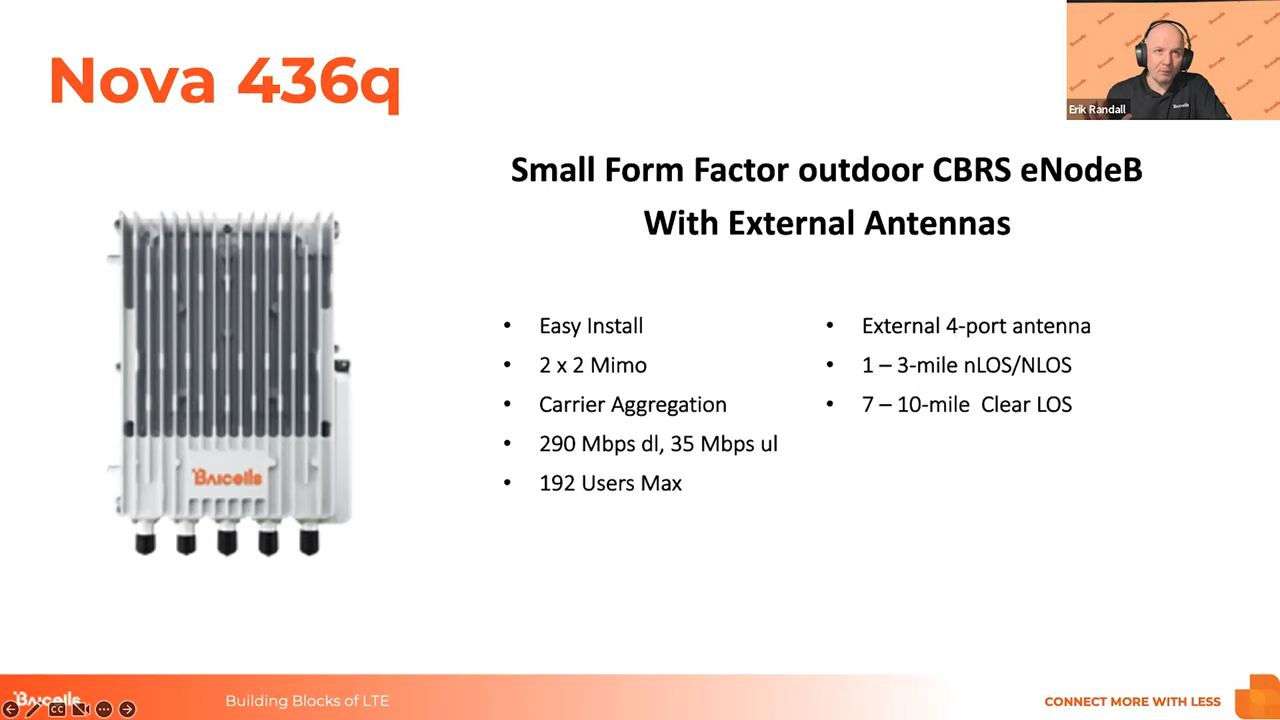 Nova 436q
Erik Randall
Baicells
Small Form Factor outdoor CBRS eNodeB
With External Antennas
Easy Install
2 x 2 Mimo
Carrier Aggregation
290 Mbps dl, 35 Mbps ul
192 Users Max
External 4-port antenna
1 – 3-mile nLOS/NLOS
7 – 10-mile Clear LOS
Baicells
Baicells
CC
Building Blocks of LTE
CONNECT MORE WITH LESS